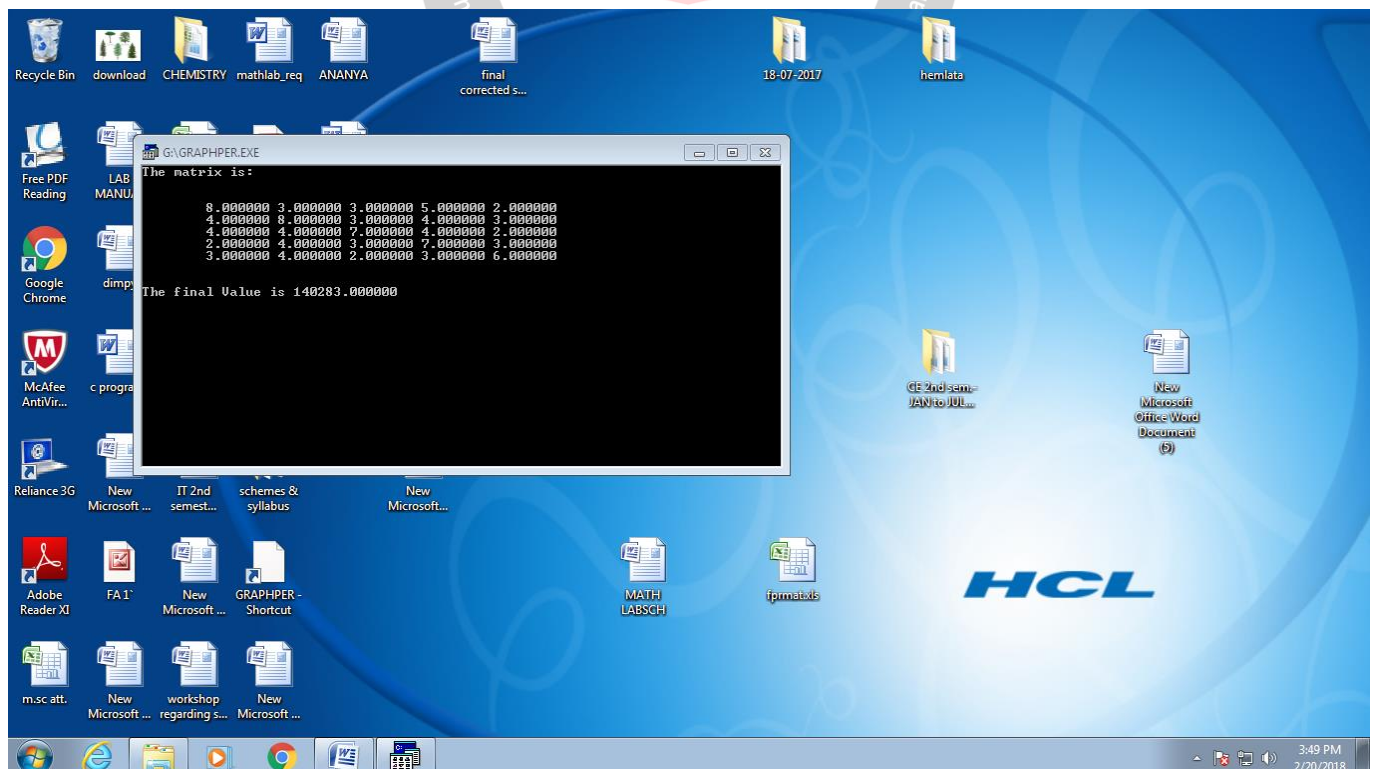 Recycle Bin
download
CHEMISTRY
mathlab_req
ANANYA
final
corrected s...
18-07-2017
hemlata
Free PDF
Reading
LAB
G:\GRAPHPER.EXE
The matrix is:
8.000000 3.000000 3.000000 5.000000 2.000000
4.000000 8.000000 3.000000 4.000000 3.000000
4.000000 4.000000 7.000000 4.000000 2.000000
2.000000 4.000000 3.000000 7.000000 3.000000
3.000000 4.000000 2.000000 3.000000 6.000000
The final Value is 140283.000000
Google
Chrome
McAfee
AntiVir...
c progra
GE 2nd sem.-
JAN to JUL...
New
Microsoft
Office Word
Document
(5)
Reliance 3G
New
Microsoft ...
IT 2nd
semest...
schemes &
syllabus
New
Microsoft...
Adobe
Reader XI
FA 1`
New
Microsoft ...
GRAPHPER -
Shortcut
MATH
LABSCH
fprmat.xls
HCL
m.sc att.
New
Microsoft ...
workshop
regarding s...
New
Microsoft ...
3:49 PM
2/20/2018